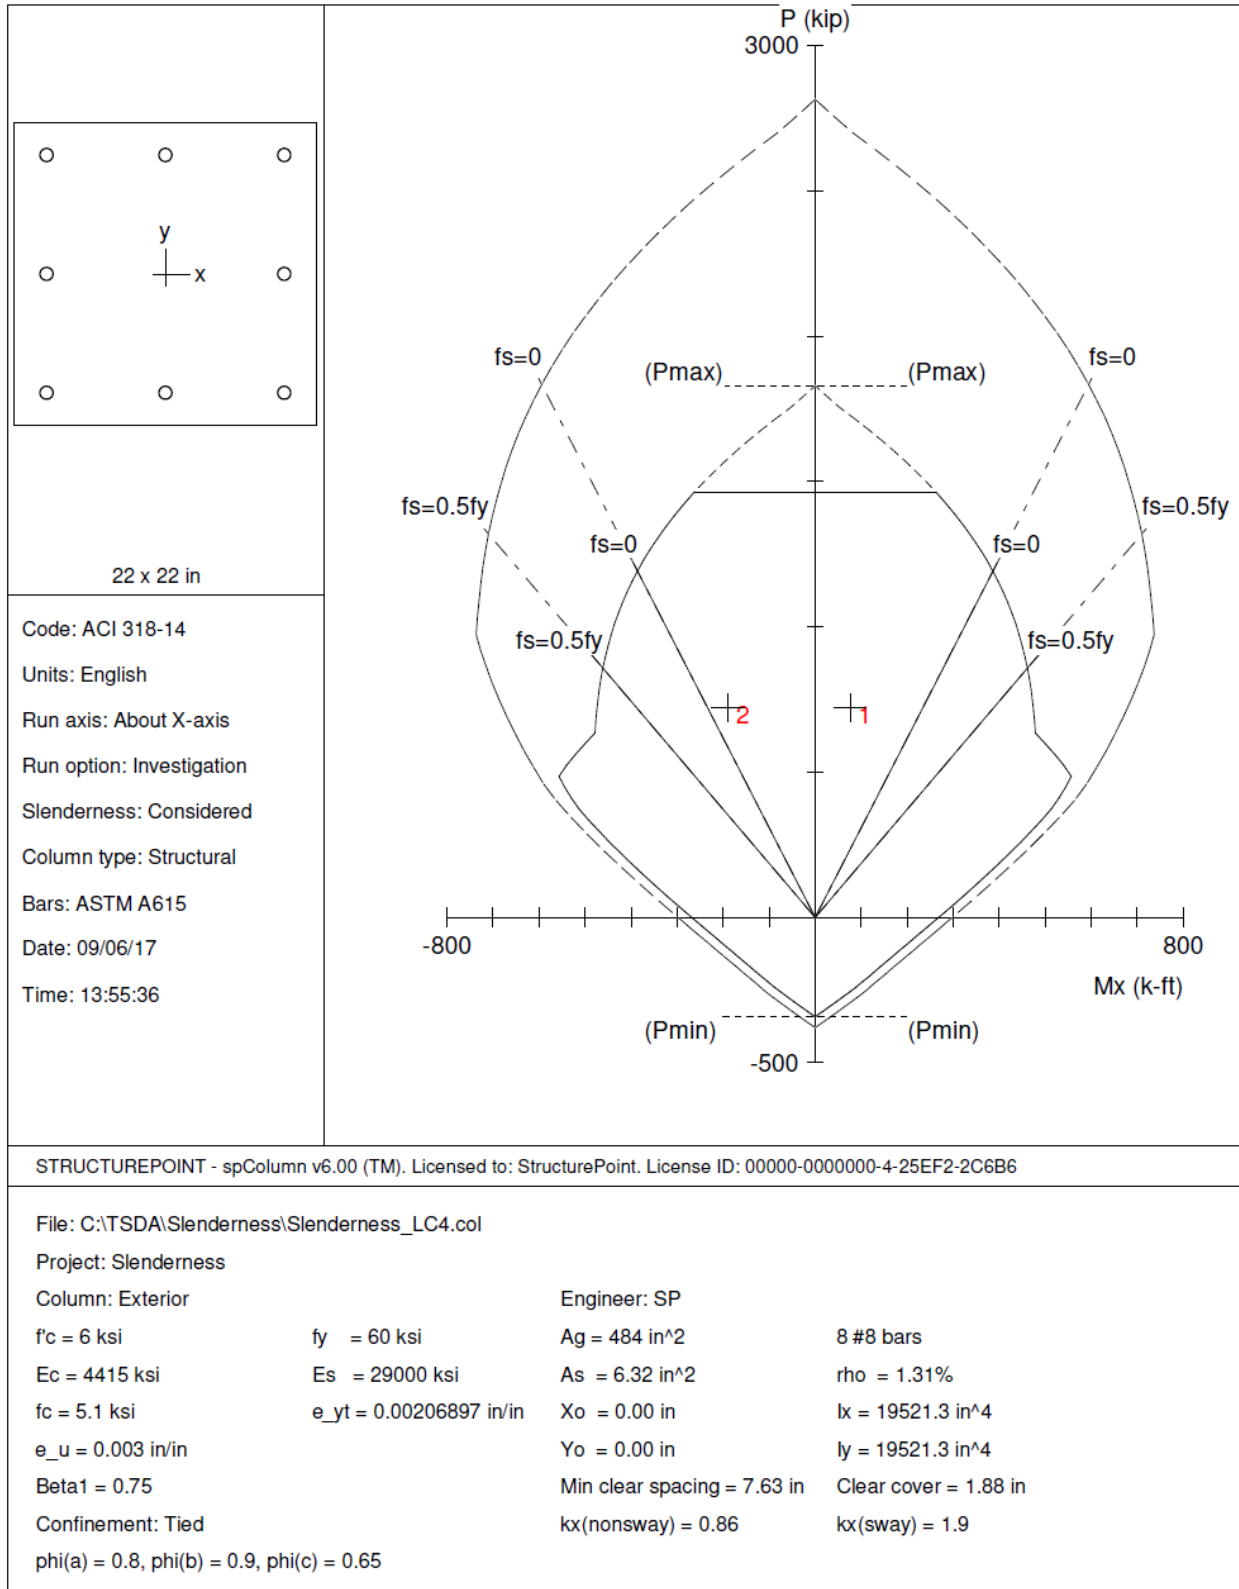 P (kip)
3000
y
x
fs=0
fs=0
(Pmax)
(Pmax)
fs=0.5fy
fs=0.5fy
fs=0
fs=0
22 x 22 in
Code: ACI 318-14
fs=0.5fy
fs=0.5fy
Units: English
Run axis: About X-axis
2
1
Run option: Investigation
Slenderness: Considered
Column type: Structural
Bars: ASTM A615
Date: 09/06/17
-800
800
Time: 13:55:36
Mx (k-ft)
(Pmin)
(Pmin)
-500
STRUCTUREPOINT - spColumn v6.00 (TM). Licensed to: StructurePoint. License ID: 00000-0000000-4-25EF2-2C6B6
File: C:\TSDA\Slenderness\Slenderness_LC4.col
Project: Slenderness
Column: Exterior Engineer: SP
f'c = 6 ksi fy = 60 ksi Ag = 484 in^2 8 #8 bars
Ec = 4415 ksi Es = 29000 ksi As = 6.32 in^2 rho = 1.31%
fc = 5.1 ksi e_yt = 0.00206897 in/in Xo = 0.00 in Ix = 19521.3 in^4
e_u = 0.003 in/in Yo = 0.00 in Iy = 19521.3 in^4
Beta1 = 0.75 Min clear spacing = 7.63 in Clear cover = 1.88 in
Confinement: Tied kx(nonsway) = 0.86 kx(sway) = 1.9
phi(a) = 0.8, phi(b) = 0.9, phi(c) = 0.65